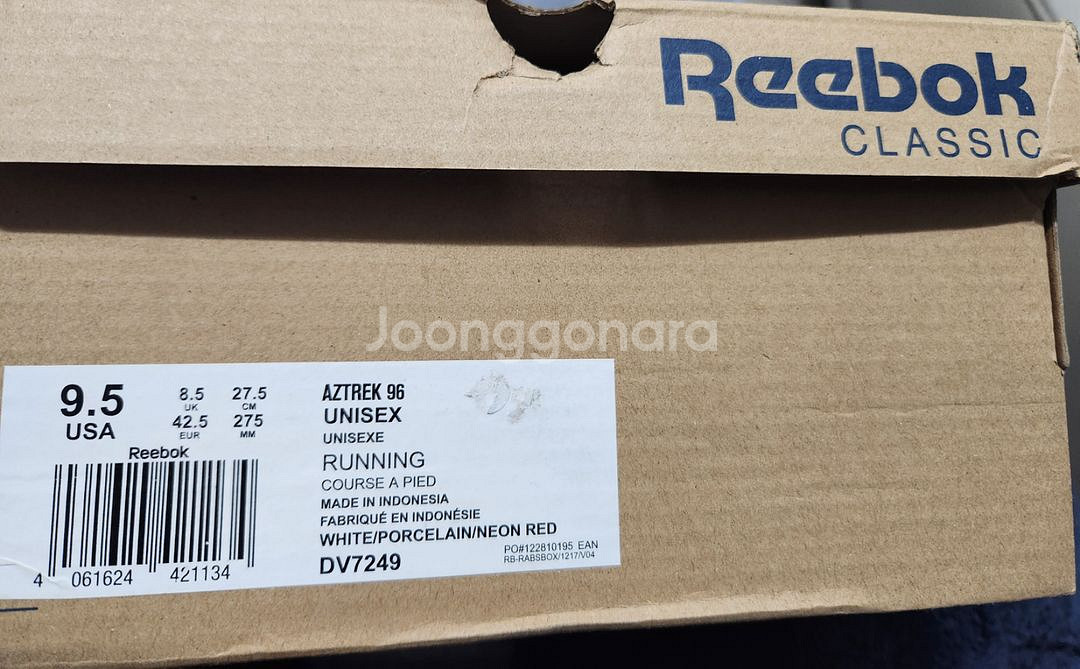 Reebok
CLASSIC
Joonggonara
9.5
USA
8.5
UK
42.5
EUR
27.5
CM
275
MM
Reebok
4 061624 421134
AZTREK 96
UNISEX
UNISEXE
RUNNING
COURSE A PIED
MADE IN INDONESIA
FABRIQUÉ EN INDONÉSIE
WHITE/PORCELAIN/NEON RED
DV7249
PO#122810195 EAN
RB-RABSBOX/1217/V04